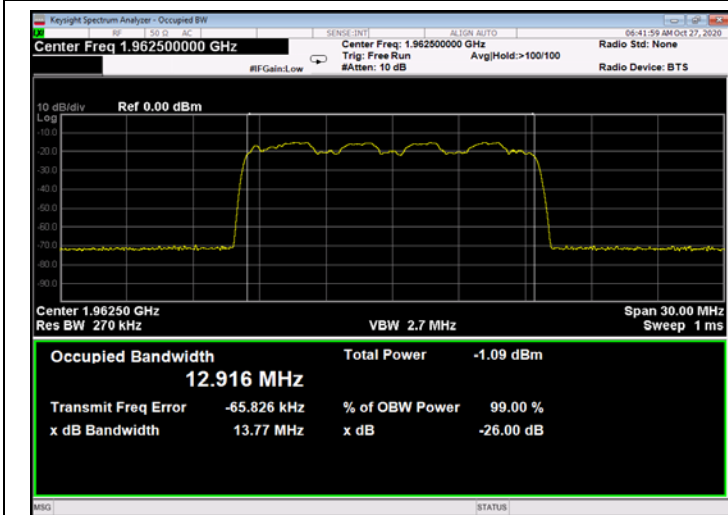 Keysight Spectrum Analyzer - Occupied BW
RF 50 Ω AC SENSE:INT ALIGN AUTO 06:41:59 AM Oct 27, 2020
Center Freq 1.962500000 GHz Center Freq: 1.962500000 GHz Radio Std: None
Trig: Free Run Avg|Hold:>100/100
#IFGain:Low #Atten: 10 dB Radio Device: BTS
10 dB/div Ref 0.00 dBm
Log
-10.0
-20.0
-30.0
-40.0
-50.0
-60.0
-70.0
-80.0
-90.0
Center 1.96250 GHz Span 30.00 MHz
Res BW 270 kHz VBW 2.7 MHz Sweep 1 ms
Occupied Bandwidth Total Power -1.09 dBm
12.916 MHz
Transmit Freq Error -65.826 kHz % of OBW Power 99.00 %
x dB Bandwidth 13.77 MHz x dB -26.00 dB
MSG STATUS